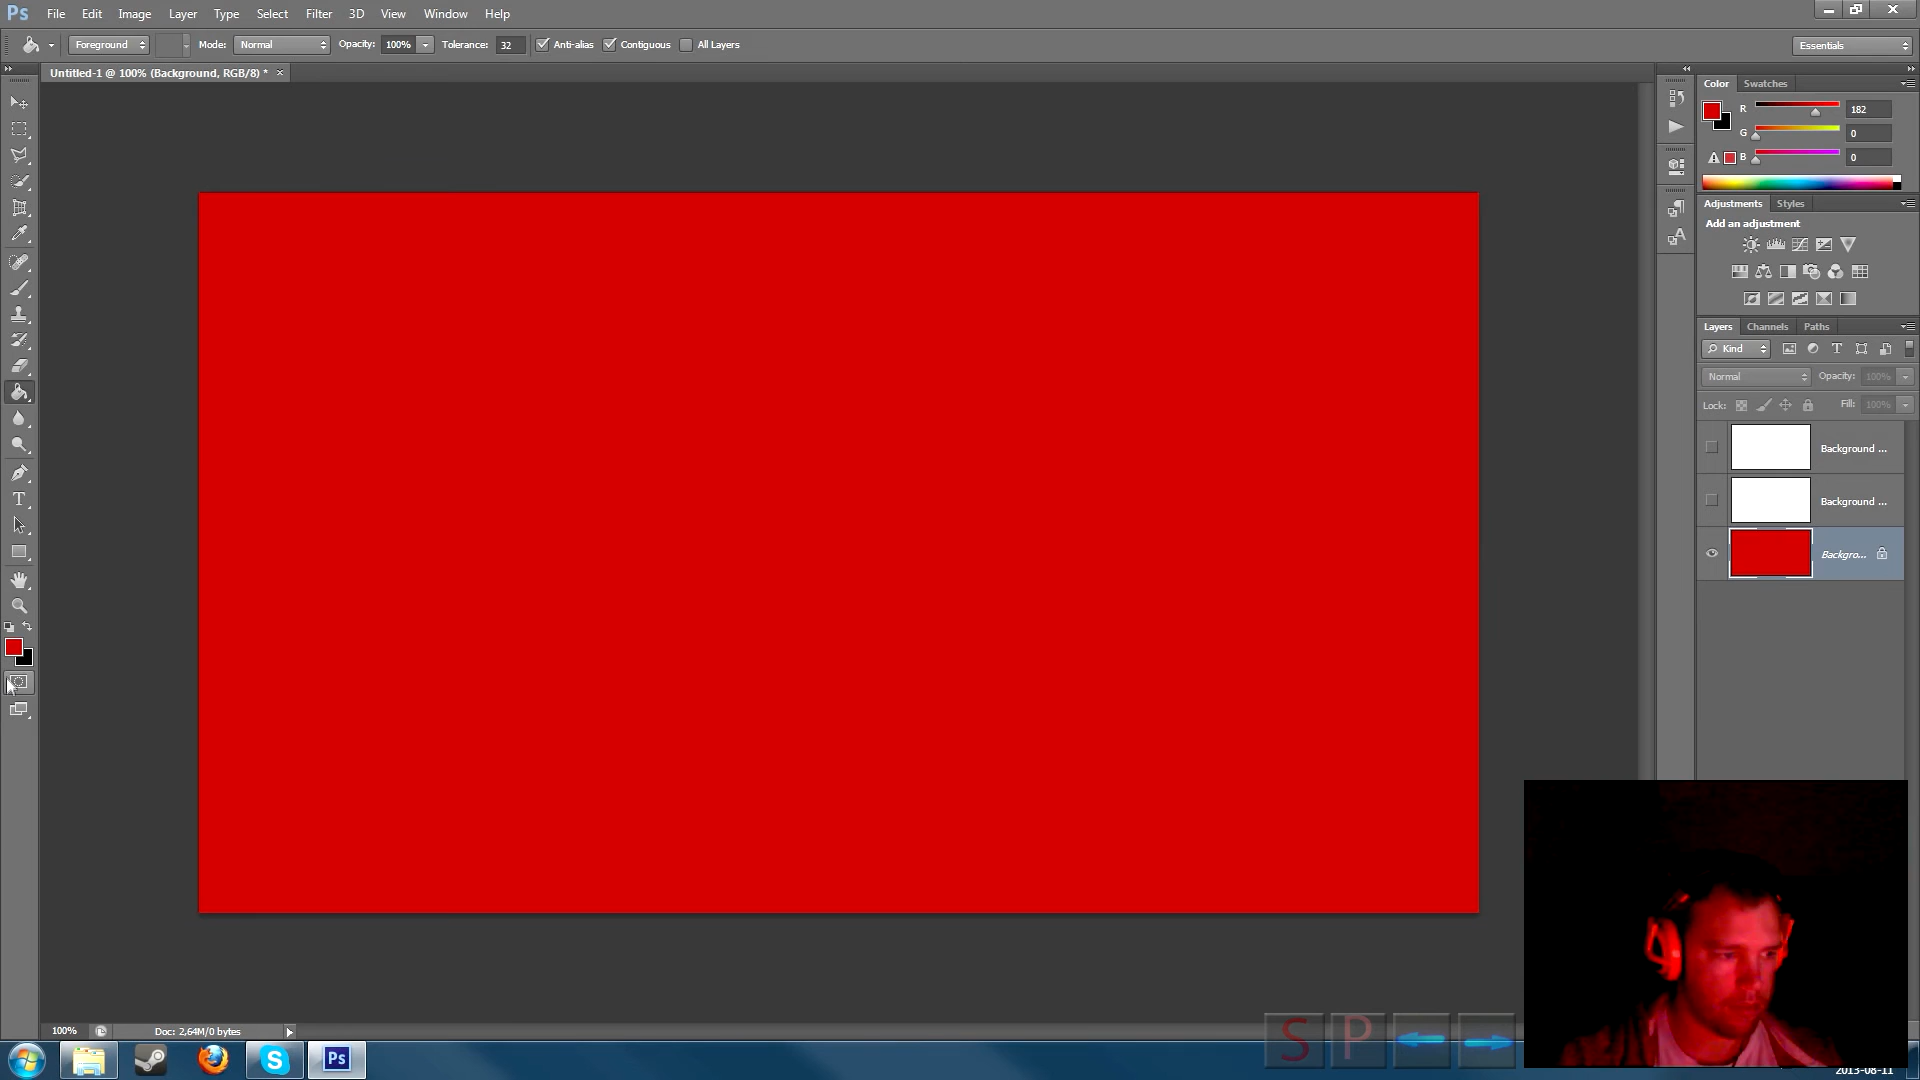 Ps File Edit Image Layer Type Select Filter 3D View Window Help
Foreground Mode: Normal Opacity: 100% Tolerance: 32 Anti-alias Contiguous All Layers Essentials
Untitled-1 @ 100% (Background, RGB/8) * ×
Color Swatches
R 182
G 0
B 0
Adjustments Styles
Add an adjustment
Layers Channels Paths
Kind
Normal Opacity: 100%
Lock: Fill: 100%
Background ...
Background ...
Backgro...
100% Doc: 2,64M/0 bytes
S P
Ps
2013-08-11